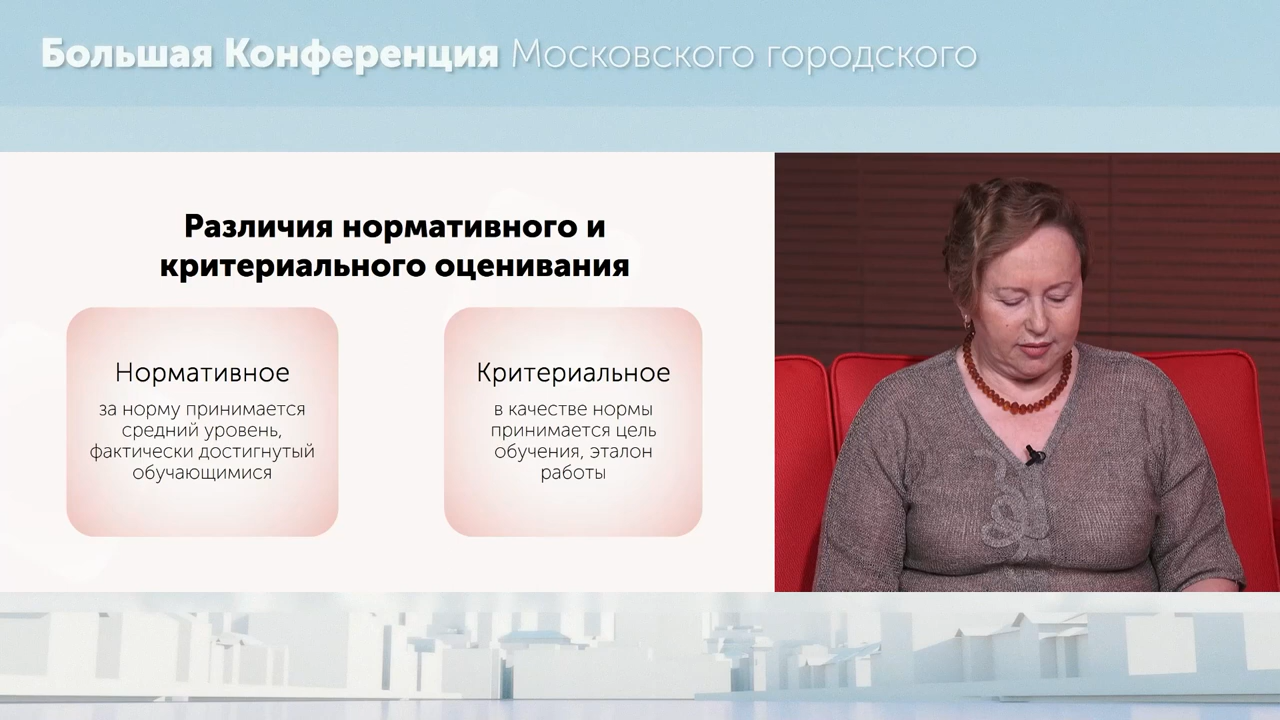 Большая Конференция Московского городского
Различия нормативного и
критериального оценивания
Нормативное
за норму принимается
средний уровень,
фактически достигнутый
обучающимися
Критериальное
в качестве нормы
принимается цель
обучения, эталон
работы